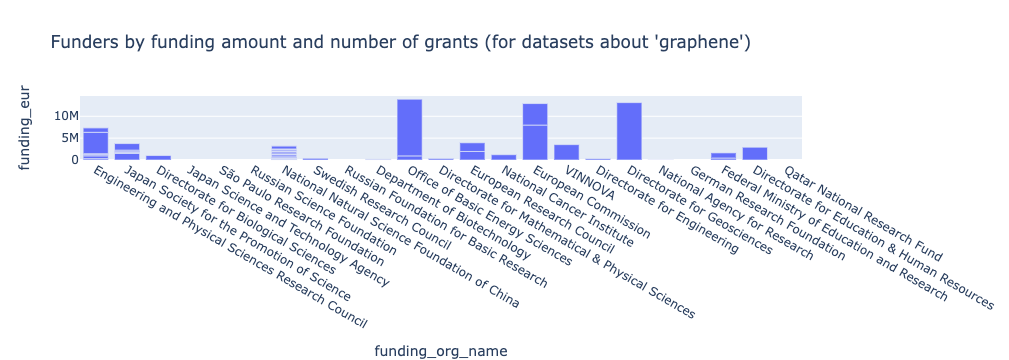 Funders by funding amount and number of grants (for datasets about 'graphene')
funding_eur
10M
5M
0
Engineering and Physical Sciences Research Council
Japan Society for the Promotion of Science
Directorate for Biological Sciences
Japan Science and Technology Agency
São Paulo Research Foundation
Russian Science Foundation
National Natural Science Foundation of China
Swedish Research Council
Russian Foundation for Basic Research
Department of Biotechnology
Office of Basic Energy Sciences
Directorate for Mathematical & Physical Sciences
European Research Council
National Cancer Institute
European Commission
VINNOVA
Directorate for Engineering
Directorate for Geosciences
National Agency for Research
German Research Foundation
Federal Ministry of Education and Research
Directorate for Education & Human Resources
Qatar National Research Fund
funding_org_name